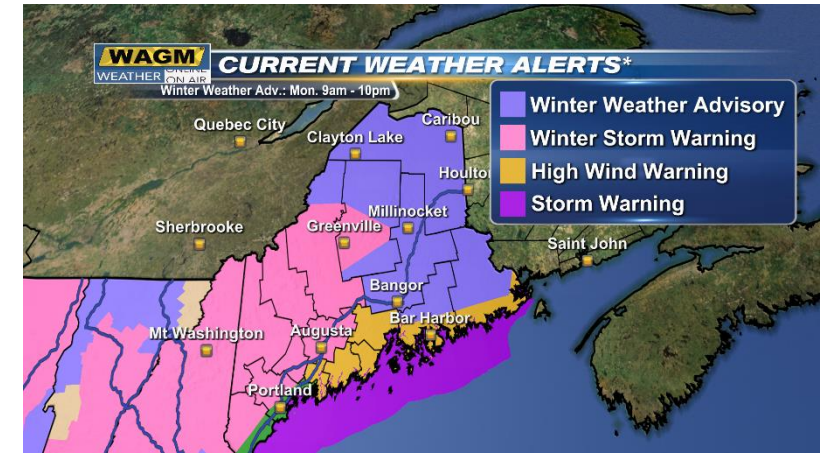 WAGM
WEATHER ONLINE
ON AIR
CURRENT WEATHER ALERTS*
Winter Weather Adv.: Mon. 9am - 10pm
Winter Weather Advisory
Winter Storm Warning
High Wind Warning
Storm Warning
Quebec City
Clayton Lake
Caribou
Houlton
Sherbrooke
Greenville
Millinocket
Saint John
Bangor
Mt Washington
Augusta
Bar Harbor
Portland